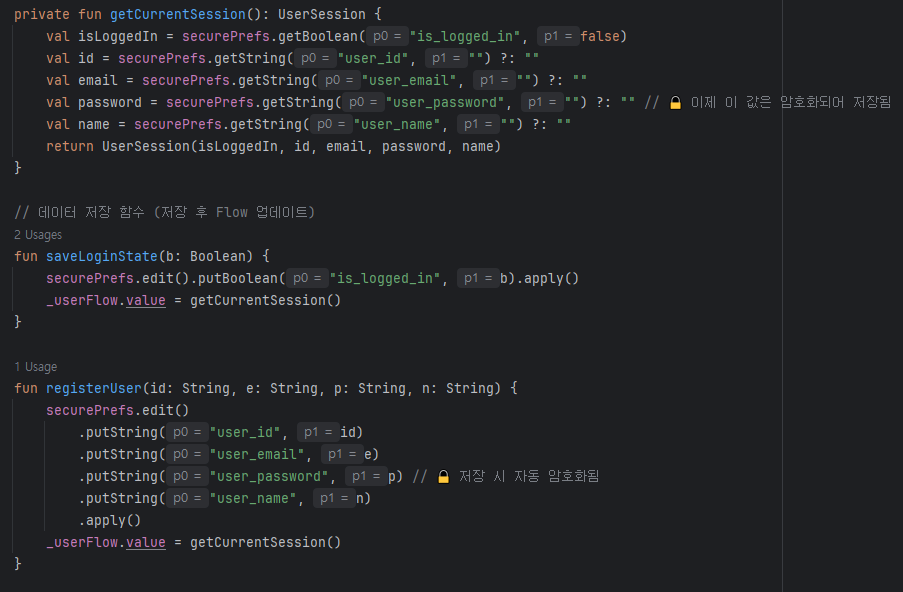 private fun getCurrentSession(): UserSession {
    val isLoggedIn = securePrefs.getBoolean( p0 = "is_logged_in", p1 = false)
    val id = securePrefs.getString( p0 = "user_id", p1 = "") ?: ""
    val email = securePrefs.getString( p0 = "user_email", p1 = "") ?: ""
    val password = securePrefs.getString( p0 = "user_password", p1 = "") ?: "" // 🔒 이제 이 값은 암호화되어 저장됨
    val name = securePrefs.getString( p0 = "user_name", p1 = "") ?: ""
    return UserSession(isLoggedIn, id, email, password, name)
}
// 데이터 저장 함수 (저장 후 Flow 업데이트)
2 Usages
fun saveLoginState(b: Boolean) {
    securePrefs.edit().putBoolean( p0 = "is_logged_in", p1 = b).apply()
    _userFlow.value = getCurrentSession()
}
1 Usage
fun registerUser(id: String, e: String, p: String, n: String) {
    securePrefs.edit()
        .putString( p0 = "user_id", p1 = id)
        .putString( p0 = "user_email", p1 = e)
        .putString( p0 = "user_password", p1 = p) // 🔒 저장 시 자동 암호화됨
        .putString( p0 = "user_name", p1 = n)
        .apply()
    _userFlow.value = getCurrentSession()
}